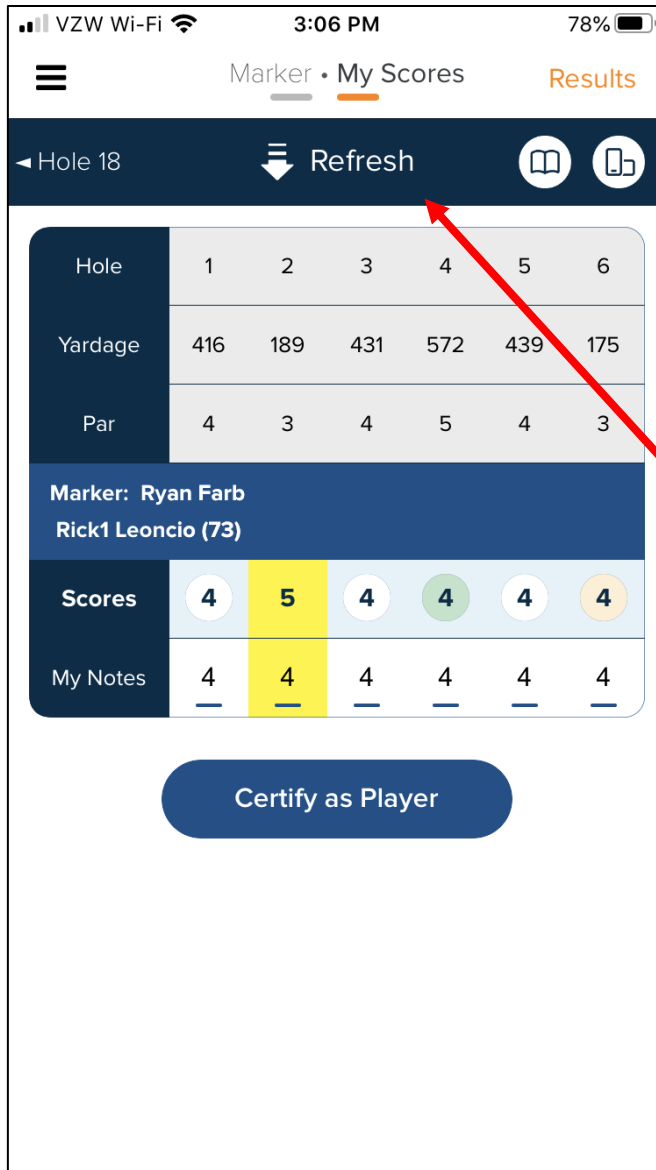 VZW Wi-Fi 3:06 PM 78%
Marker • My Scores Results
◄ Hole 18 Refresh
Hole 1 2 3 4 5 6
Yardage 416 189 431 572 439 175
Par 4 3 4 5 4 3
Marker: Ryan Farb
Rick1 Leoncio (73)
Scores 4 5 4 4 4 4
My Notes 4 4 4 4 4 4
Certify as Player